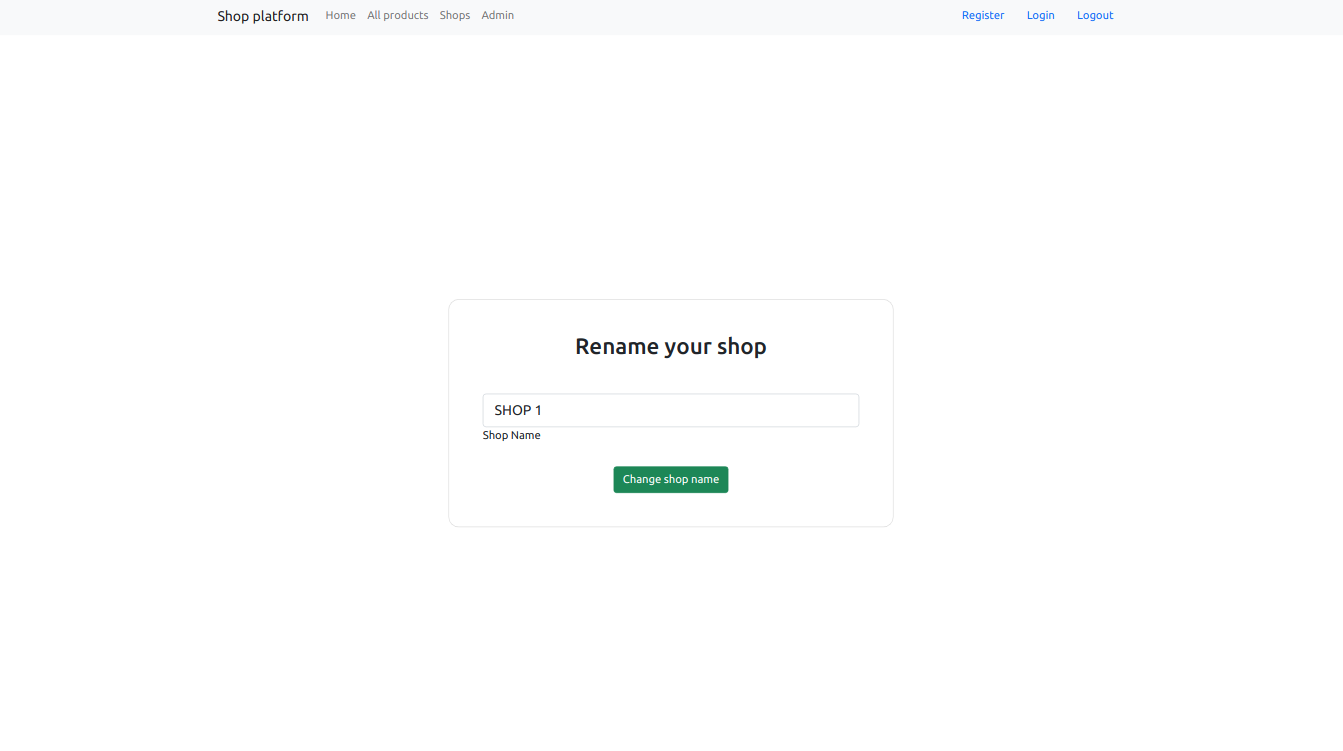 Shop platform Home All products Shops Admin Register Login Logout
Rename your shop
SHOP 1
Shop Name
Change shop name